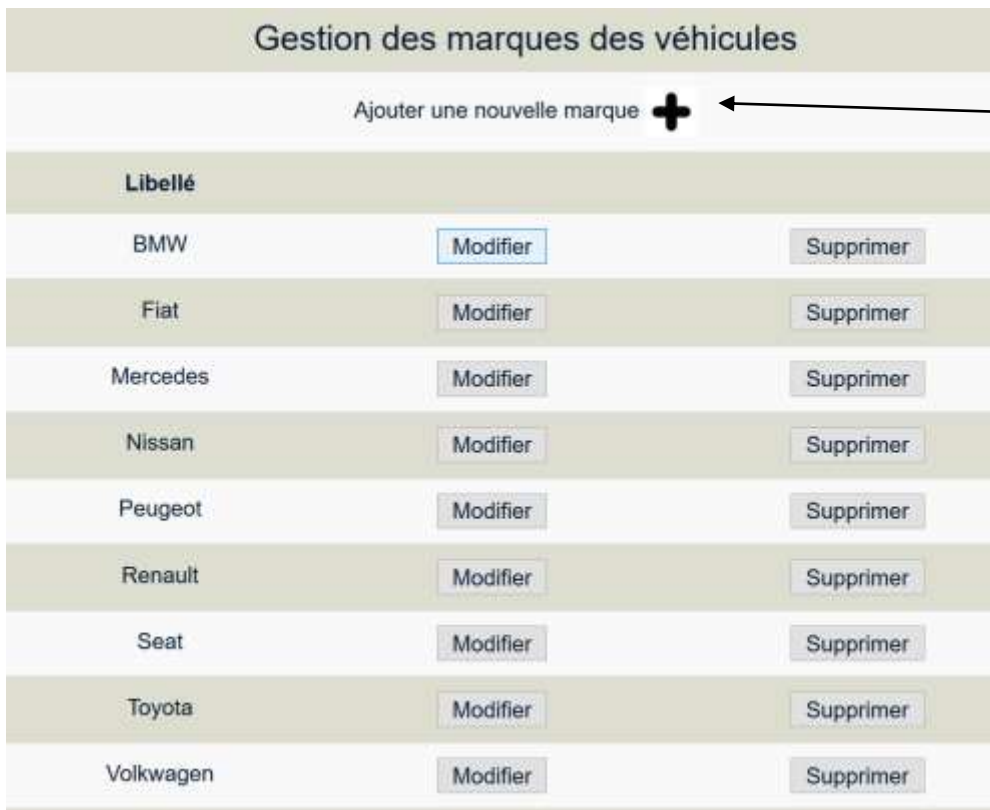 Gestion des marques des véhicules
Ajouter une nouvelle marque
Libellé
BMW Modifier Supprimer
Fiat Modifier Supprimer
Mercedes Modifier Supprimer
Nissan Modifier Supprimer
Peugeot Modifier Supprimer
Renault Modifier Supprimer
Seat Modifier Supprimer
Toyota Modifier Supprimer
Volkwagen Modifier Supprimer